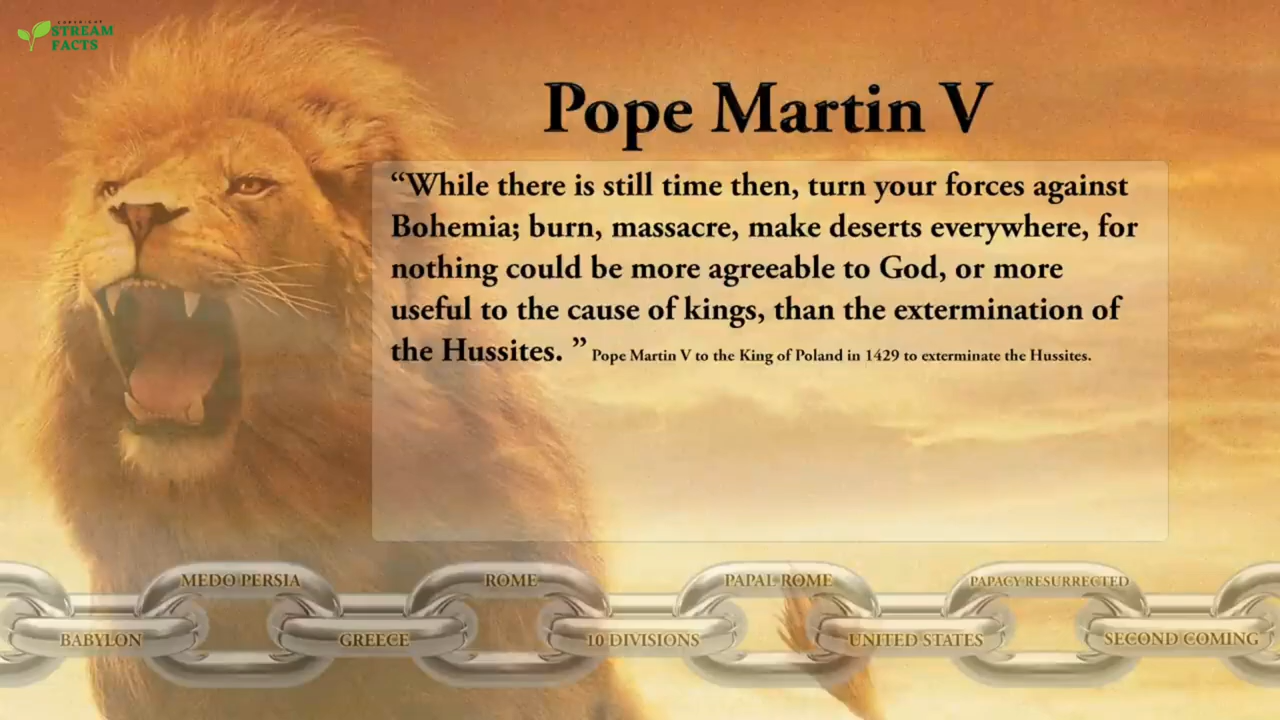 STREAM
FACTS
Pope Martin V
“While there is still time then, turn your forces against
Bohemia; burn, massacre, make deserts everywhere, for
nothing could be more agreeable to God, or more
useful to the cause of kings, than the extermination of
the Hussites. ” Pope Martin V to the King of Poland in 1429 to exterminate the Hussites.
MEDO PERSIA ROME PAPAL ROME PAPACY RESURRECTED
BABYLON GREECE 10 DIVISIONS UNITED STATES SECOND COMING